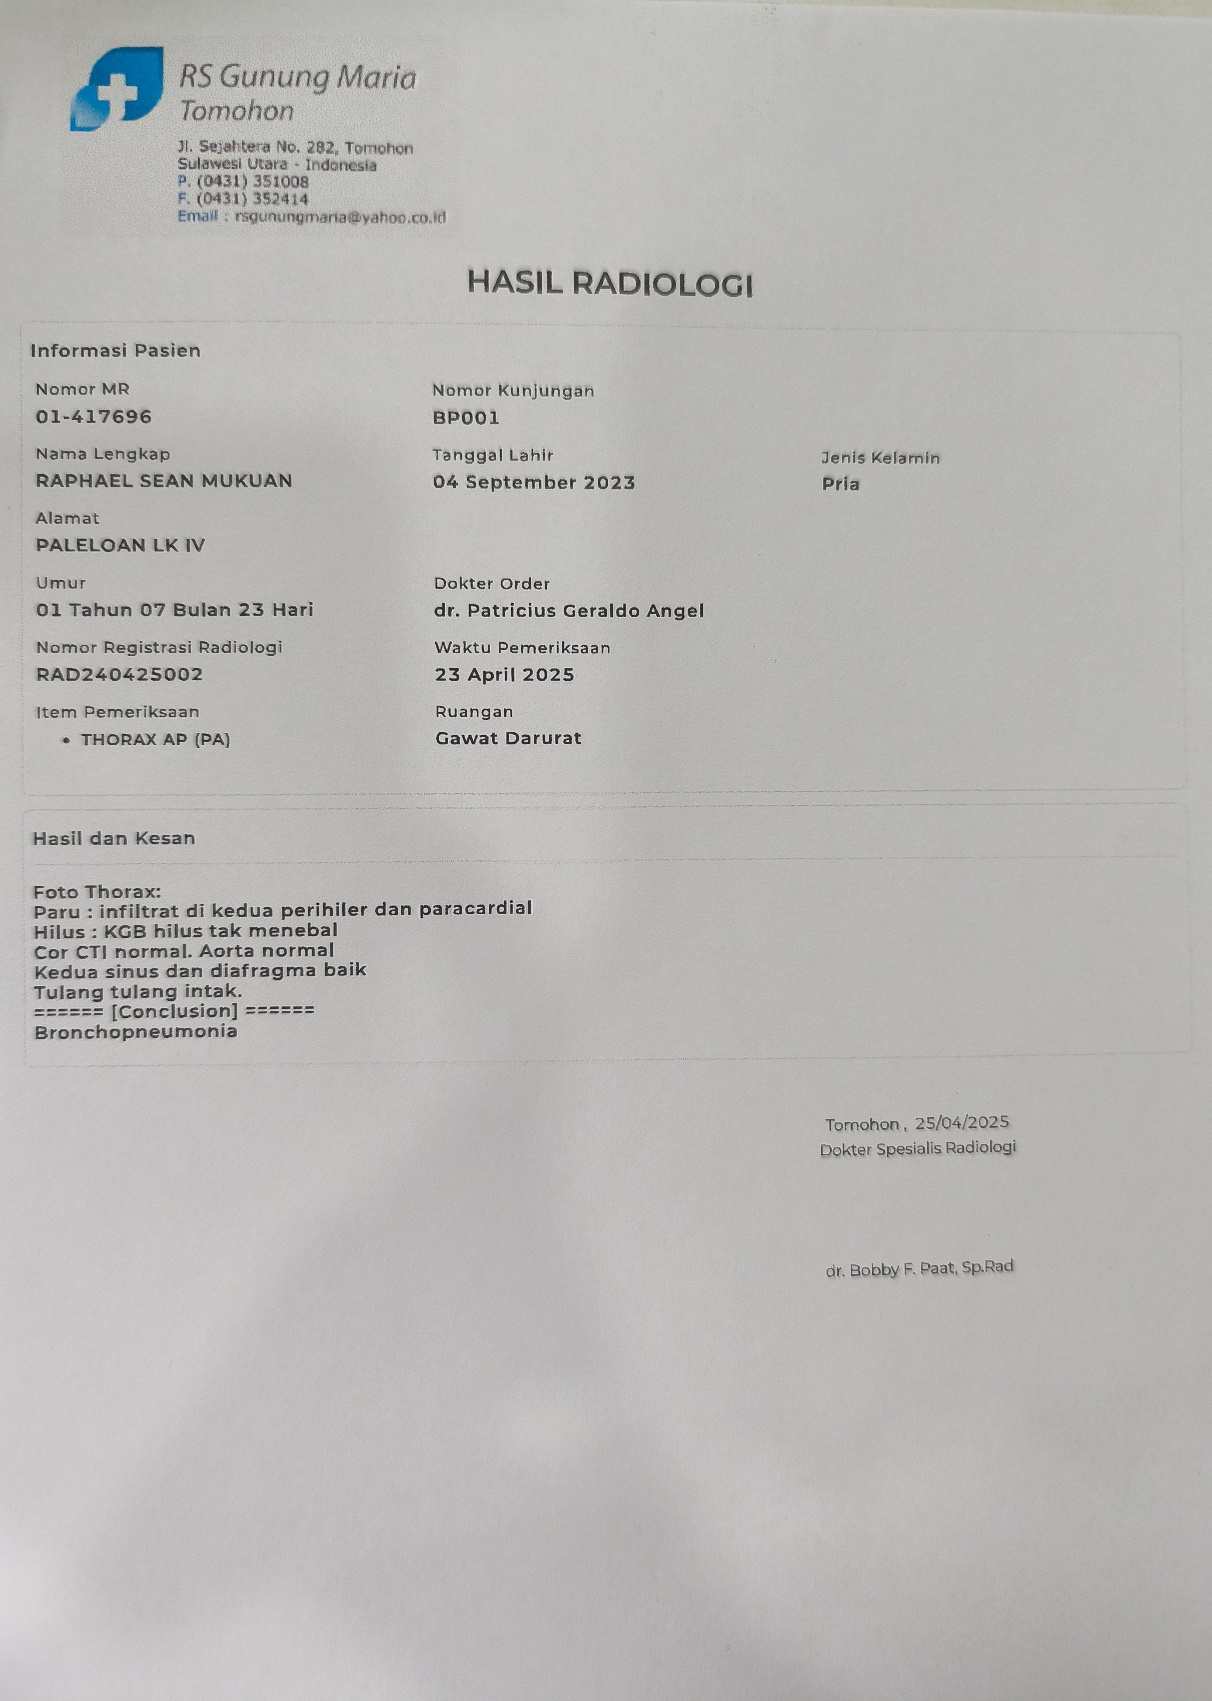 RS Gunung Maria
Tomohon
Jl. Sejahtera No. 282, Tomohon
Sulawesi Utara - Indonesia
P. (0431) 351008
F. (0431) 352414
Email : rsgunungmaria@yahoo.co.id
HASIL RADIOLOGI
Informasi Pasien
Nomor MR
01-417696
Nomor Kunjungan
BP001
Nama Lengkap
RAPHAEL SEAN MUKUAN
Tanggal Lahir
04 September 2023
Jenis Kelamin
Pria
Alamat
PALELOAN LK IV
Umur
01 Tahun 07 Bulan 23 Hari
Dokter Order
dr. Patricius Geraldo Angel
Nomor Registrasi Radiologi
RAD240425002
Waktu Pemeriksaan
23 April 2025
Item Pemeriksaan
• THORAX AP (PA)
Ruangan
Gawat Darurat
Hasil dan Kesan
Foto Thorax:
Paru : infiltrat di kedua perihiler dan paracardial
Hilus : KGB hilus tak menebal
Cor CTI normal. Aorta normal
Kedua sinus dan diafragma baik
Tulang tulang intak.
====== [Conclusion] ======
Bronchopneumonia
Tomohon , 25/04/2025
Dokter Spesialis Radiologi
dr. Bobby F. Paat, Sp.Rad